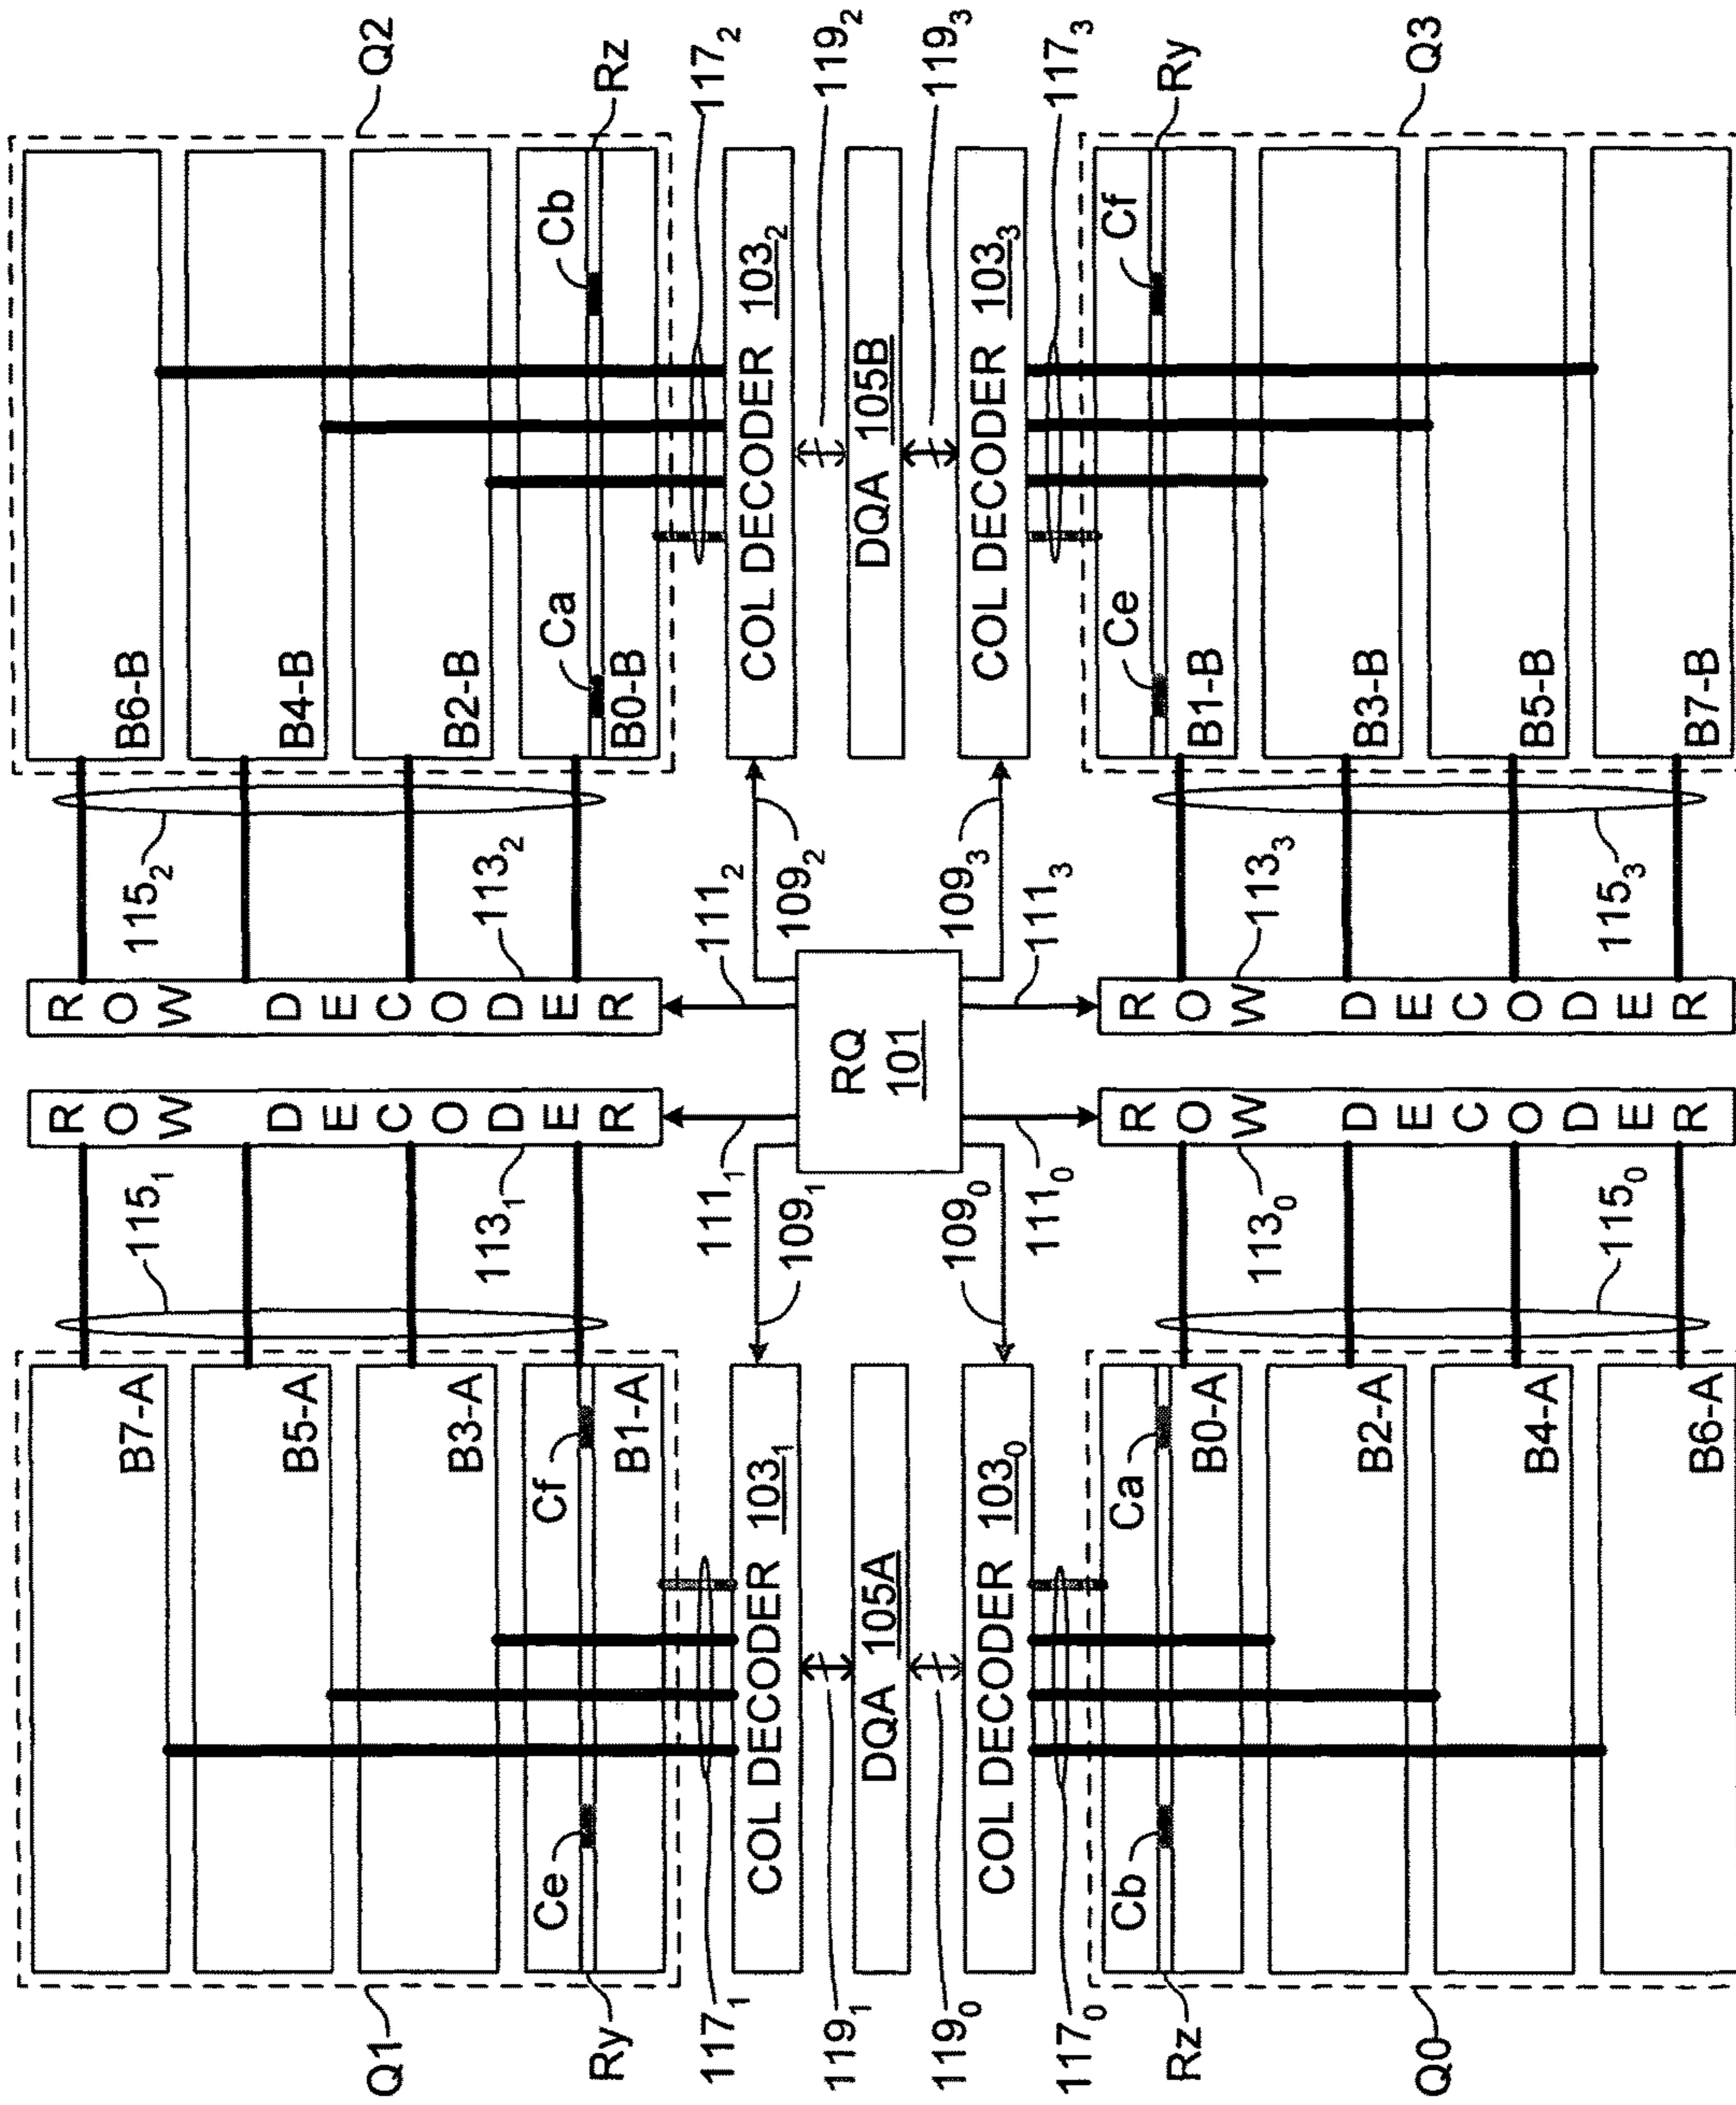 Q1
B7-A
B5-A
B3-A
Ce
Cf
B1-A
Ry
115₁
113₁
ROW DECODER
117₁
111₁
109₁
COL DECODER 103₁
119₁
DQA 105A
119₀
COL DECODER 103₀
109₀
111₀
117₀
Rz
Cb
Ca
B0-A
B2-A
B4-A
B6-A
Q0
ROW DECODER
113₀
115₀
RQ
101
Q2
B6-B
B4-B
B2-B
Ca
Cb
B0-B
Rz
115₂
113₂
ROW DECODER
117₂
111₂
109₂
COL DECODER 103₂
119₂
DQA 105B
119₃
COL DECODER 103₃
109₃
111₃
117₃
Ry
Ce
Cf
B1-B
B3-B
B5-B
B7-B
Q3
ROW DECODER
113₃
115₃